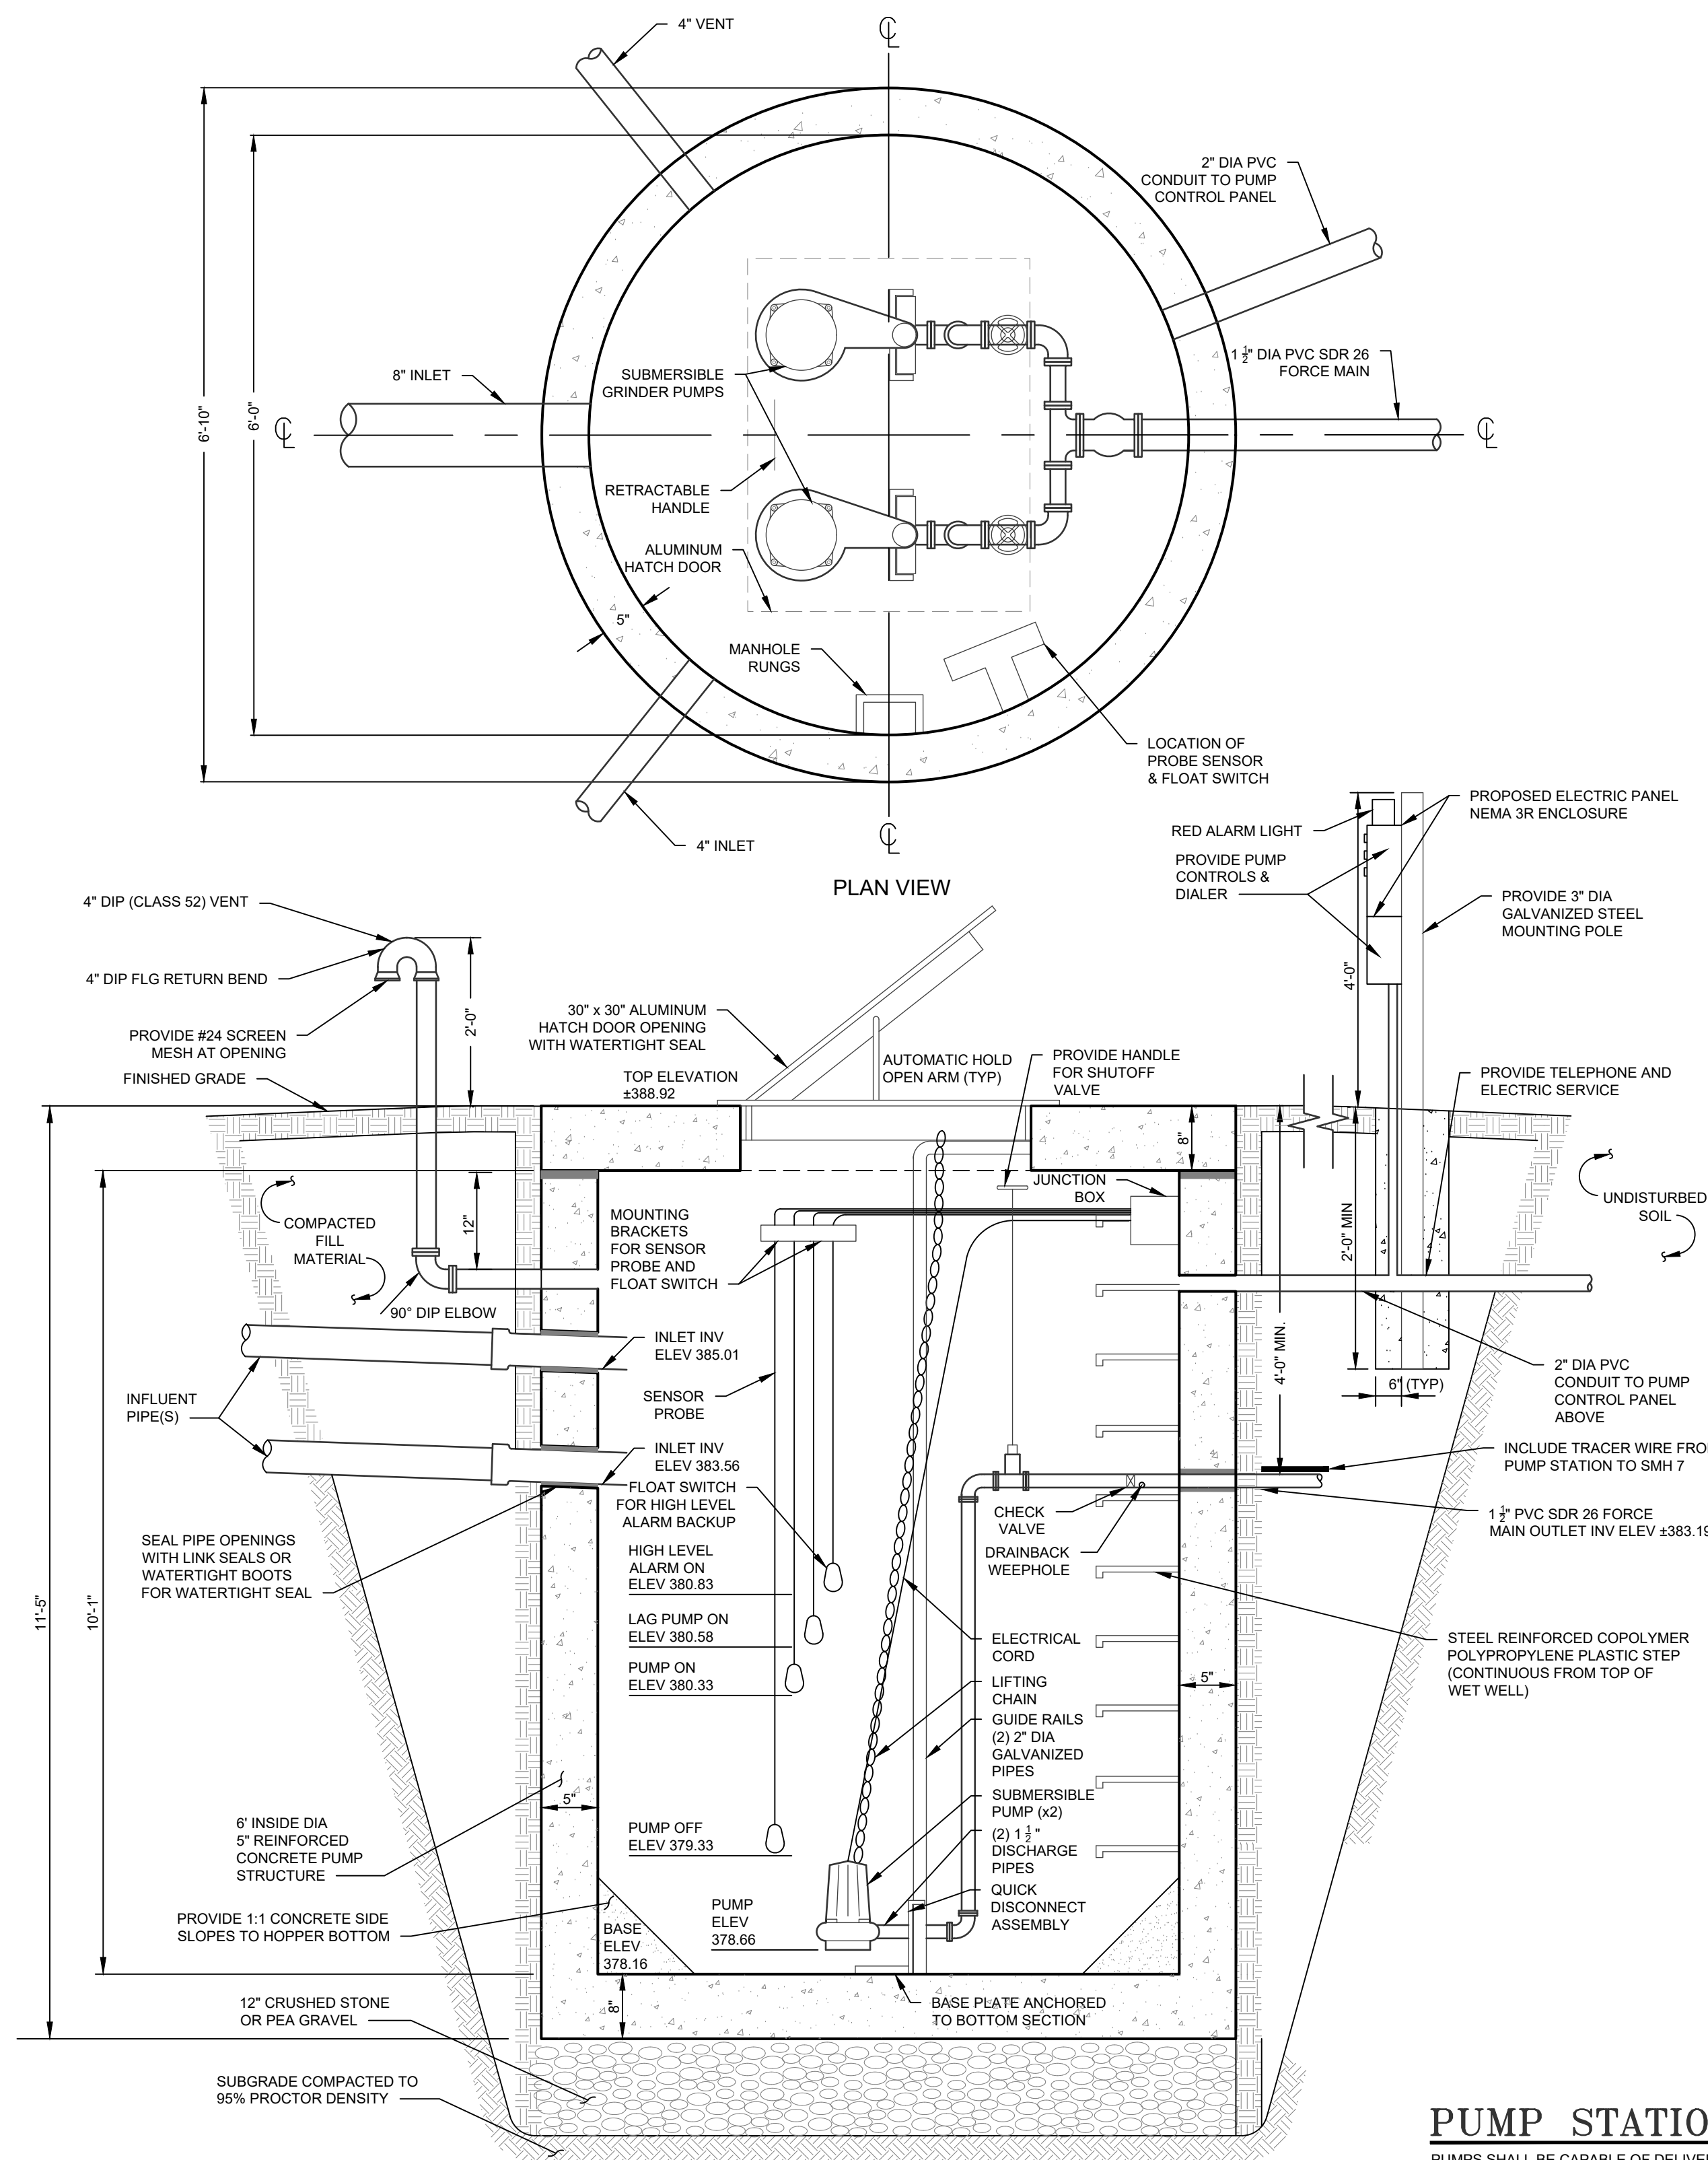 4" VENT
℄
2" DIA PVC
CONDUIT TO PUMP
CONTROL PANEL
1 1/2" DIA PVC SDR 26
FORCE MAIN
8" INLET
SUBMERSIBLE
GRINDER PUMPS
6'-10"
6'-0"
℄
℄
RETRACTABLE
HANDLE
ALUMINUM
HATCH DOOR
5"
MANHOLE
RUNGS
LOCATION OF
PROBE SENSOR
& FLOAT SWITCH
4" INLET
℄
PLAN VIEW
PROPOSED ELECTRIC PANEL
NEMA 3R ENCLOSURE
RED ALARM LIGHT
PROVIDE PUMP
CONTROLS &
DIALER
PROVIDE 3" DIA
GALVANIZED STEEL
MOUNTING POLE
4'-0"
4" DIP (CLASS 52) VENT
4" DIP FLG RETURN BEND
2'-0"
PROVIDE #24 SCREEN
MESH AT OPENING
FINISHED GRADE
30" x 30" ALUMINUM
HATCH DOOR OPENING
WITH WATERTIGHT SEAL
TOP ELEVATION
±388.92
AUTOMATIC HOLD
OPEN ARM (TYP)
PROVIDE HANDLE
FOR SHUTOFF
VALVE
PROVIDE TELEPHONE AND
ELECTRIC SERVICE
8"
JUNCTION
BOX
12"
COMPACTED
FILL
MATERIAL
MOUNTING
BRACKETS
FOR SENSOR
PROBE AND
FLOAT SWITCH
2'-0" MIN
UNDISTURBED
SOIL
90° DIP ELBOW
INLET INV
ELEV 385.01
4'-0" MIN.
6" (TYP)
2" DIA PVC
CONDUIT TO PUMP
CONTROL PANEL
ABOVE
INFLUENT
PIPE(S)
SENSOR
PROBE
INLET INV
ELEV 383.56
INCLUDE TRACER WIRE FRO
PUMP STATION TO SMH 7
FLOAT SWITCH
FOR HIGH LEVEL
ALARM BACKUP
CHECK
VALVE
1 1/2" PVC SDR 26 FORCE
MAIN OUTLET INV ELEV ±383.19
SEAL PIPE OPENINGS
WITH LINK SEALS OR
WATERTIGHT BOOTS
FOR WATERTIGHT SEAL
HIGH LEVEL
ALARM ON
ELEV 380.83
DRAINBACK
WEEPHOLE
11'-5"
10'-1"
LAG PUMP ON
ELEV 380.58
PUMP ON
ELEV 380.33
ELECTRICAL
CORD
STEEL REINFORCED COPOLYMER
POLYPROPYLENE PLASTIC STEP
(CONTINUOUS FROM TOP OF
WET WELL)
5"
LIFTING
CHAIN
GUIDE RAILS
(2) 2" DIA
GALVANIZED
PIPES
5"
SUBMERSIBLE
PUMP (x2)
6' INSIDE DIA
5" REINFORCED
CONCRETE PUMP
STRUCTURE
PUMP OFF
ELEV 379.33
(2) 1 1/2"
DISCHARGE
PIPES
QUICK
DISCONNECT
ASSEMBLY
PROVIDE 1:1 CONCRETE SIDE
SLOPES TO HOPPER BOTTOM
PUMP
ELEV
378.66
BASE
ELEV
378.16
8"
BASE PLATE ANCHORED
TO BOTTOM SECTION
12" CRUSHED STONE
OR PEA GRAVEL
SUBGRADE COMPACTED TO
95% PROCTOR DENSITY
PUMP STATIO
PUMPS SHALL BE CAPABLE OF DELIVER